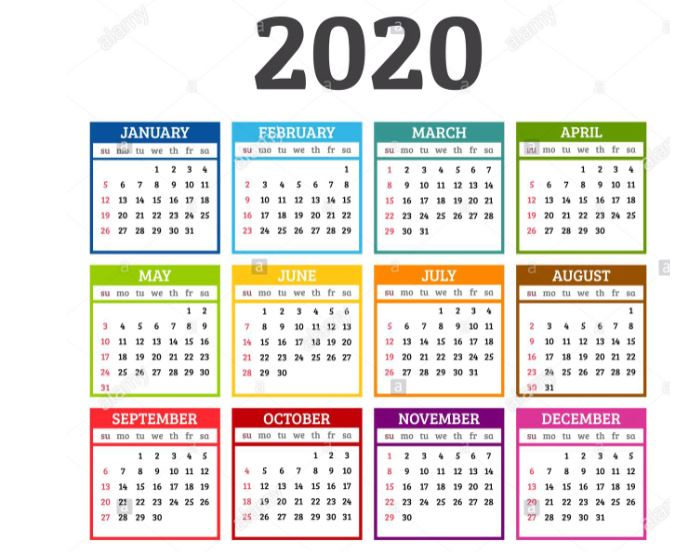 2020
JANUARY
su mo tu we th fr sa
1 2 3 4
5 6 7 8 9 10 11
12 13 14 15 16 17 18
19 20 21 22 23 24 25
26 27 28 29 30 31
FEBRUARY
su mo tu we th fr sa
1
2 3 4 5 6 7 8
9 10 11 12 13 14 15
16 17 18 19 20 21 22
23 24 25 26 27 28 29
MARCH
su mo tu we th fr sa
1 2 3 4 5 6 7
8 9 10 11 12 13 14
15 16 17 18 19 20 21
22 23 24 25 26 27 28
29 30 31
APRIL
su mo tu we th fr sa
1 2 3 4
5 6 7 8 9 10 11
12 13 14 15 16 17 18
19 20 21 22 23 24 25
26 27 28 29 30
MAY
su mo tu we th fr sa
1 2
3 4 5 6 7 8 9
10 11 12 13 14 15 16
17 18 19 20 21 22 23
24 25 26 27 28 29 30
31
JUNE
su mo tu we th fr sa
1 2 3 4 5 6
7 8 9 10 11 12 13
14 15 16 17 18 19 20
21 22 23 24 25 26 27
28 29 30
JULY
su mo tu we th fr sa
1 2 3 4
5 6 7 8 9 10 11
12 13 14 15 16 17 18
19 20 21 22 23 24 25
26 27 28 29 30 31
AUGUST
su mo tu we th fr sa
1
2 3 4 5 6 7 8
9 10 11 12 13 14 15
16 17 18 19 20 21 22
23 24 25 26 27 28 29
30 31
SEPTEMBER
su mo tu we th fr sa
1 2 3 4 5
6 7 8 9 10 11 12
13 14 15 16 17 18 19
20 21 22 23 24 25 26
27 28 29 30
OCTOBER
su mo tu we th fr sa
1 2 3
4 5 6 7 8 9 10
11 12 13 14 15 16 17
18 19 20 21 22 23 24
25 26 27 28 29 30 31
NOVEMBER
su mo tu we th fr sa
1 2 3 4 5 6 7
8 9 10 11 12 13 14
15 16 17 18 19 20 21
22 23 24 25 26 27 28
29 30
DECEMBER
su mo tu we th fr sa
1 2 3 4 5
6 7 8 9 10 11 12
13 14 15 16 17 18 19
20 21 22 23 24 25 26
27 28 29 30 31
alamy